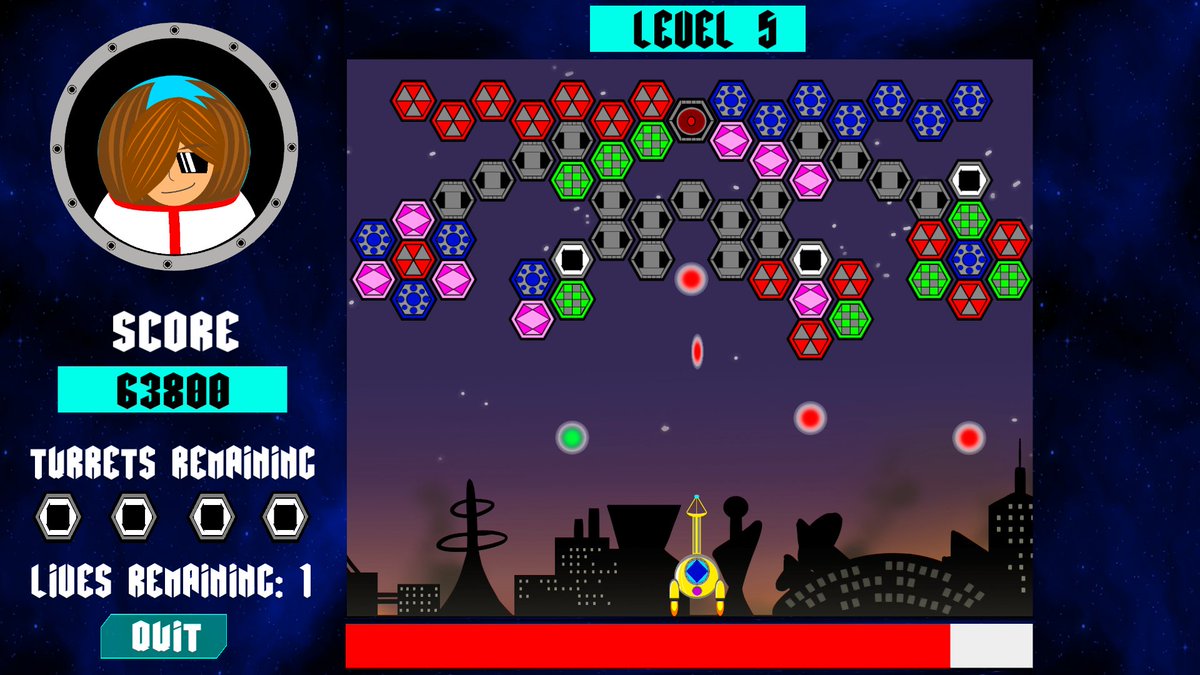 LEVEL 5
SCORE
63800
TURRETS REMAINING
LIVES REMAINING: 1
QUIT